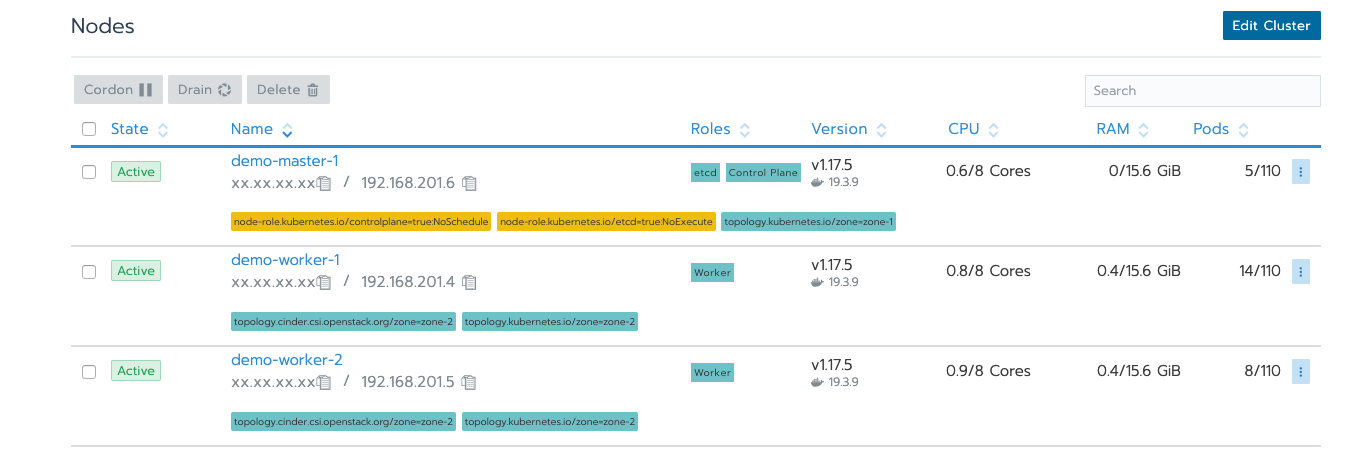 Nodes
Edit Cluster
Cordon Drain Delete
Search
State Name Roles Version CPU RAM Pods
Active demo-master-1 etcd Control Plane v1.17.5 0.6/8 Cores 0/15.6 GiB 5/110
xx.xx.xx.xx / 192.168.201.6 19.3.9
node-role.kubernetes.io/controlplane=true:NoSchedule node-role.kubernetes.io/etcd=true:NoExecute topology.kubernetes.io/zone=zone-1
Active demo-worker-1 Worker v1.17.5 0.8/8 Cores 0.4/15.6 GiB 14/110
xx.xx.xx.xx / 192.168.201.4 19.3.9
topology.cinder.csi.openstack.org/zone=zone-2 topology.kubernetes.io/zone=zone-2
Active demo-worker-2 Worker v1.17.5 0.9/8 Cores 0.4/15.6 GiB 8/110
xx.xx.xx.xx / 192.168.201.5 19.3.9
topology.cinder.csi.openstack.org/zone=zone-2 topology.kubernetes.io/zone=zone-2